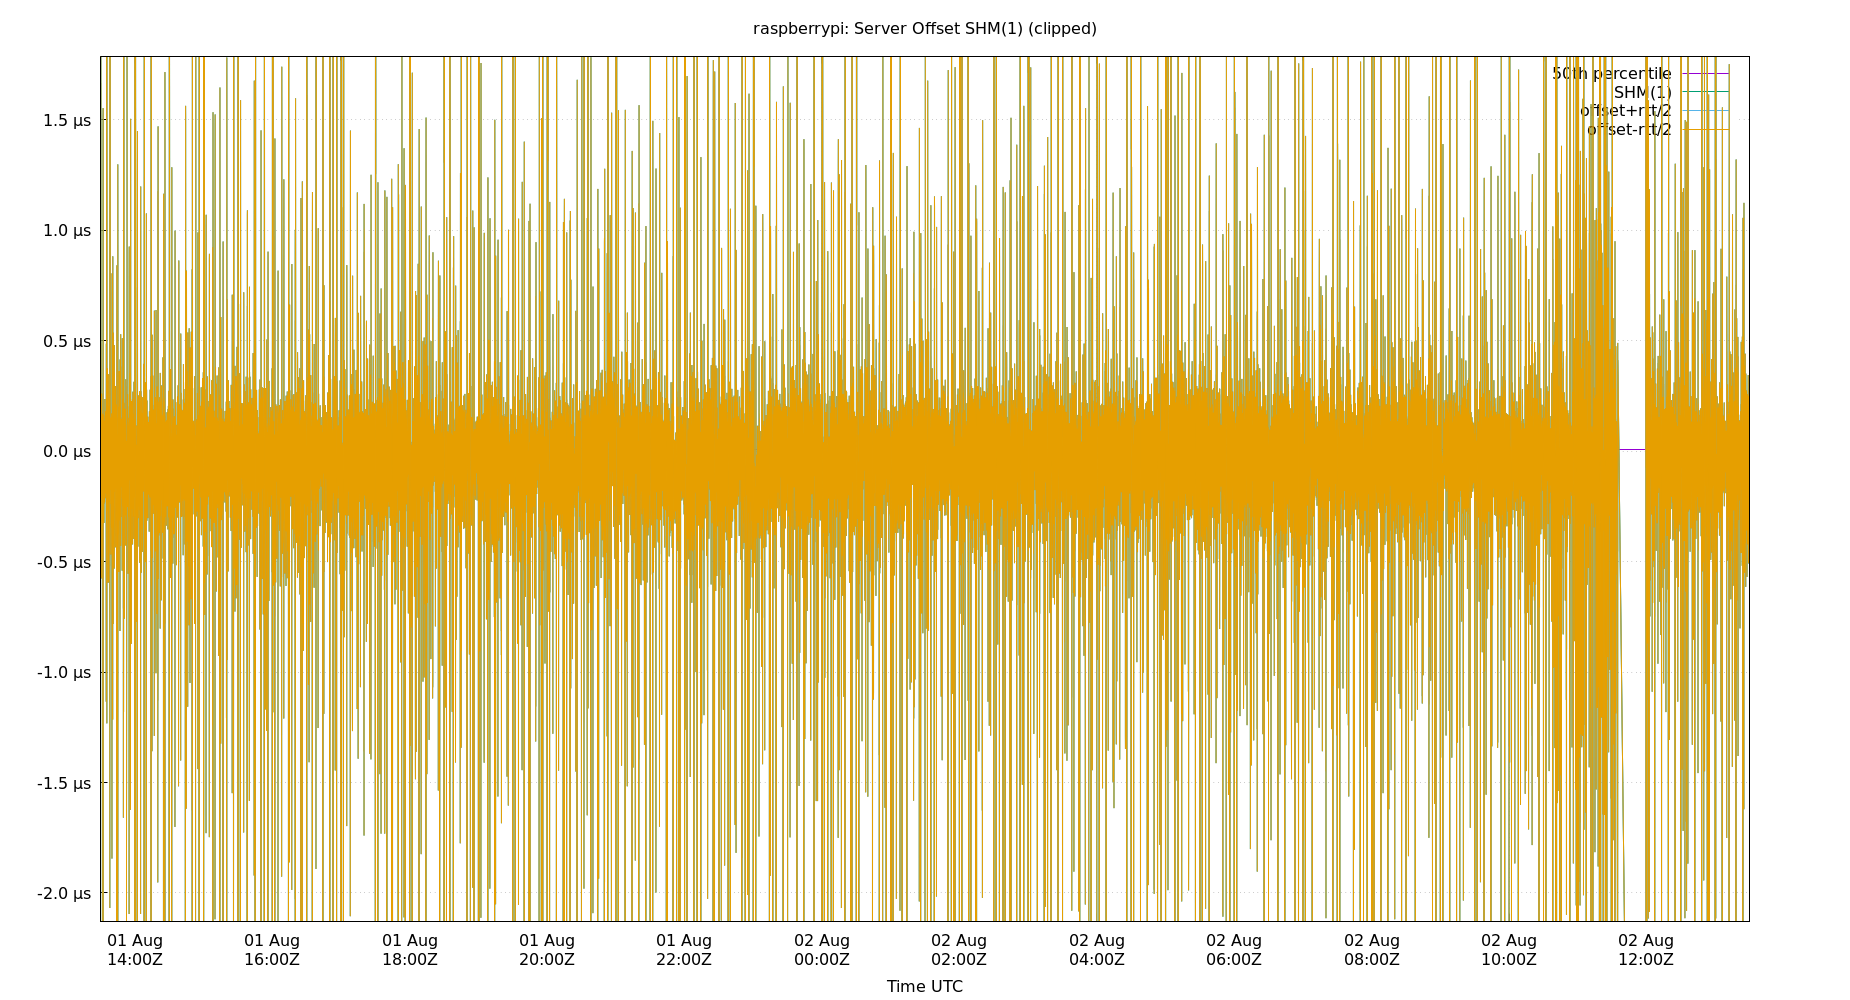 raspberrypi: Server Offset SHM(1) (clipped)
50th percentile
SHM(1)
offset+rtt/2
offset-rtt/2
1.5 µs
1.0 µs
0.5 µs
0.0 µs
-0.5 µs
-1.0 µs
-1.5 µs
-2.0 µs
01 Aug 01 Aug 01 Aug 01 Aug 01 Aug 02 Aug 02 Aug 02 Aug 02 Aug 02 Aug 02 Aug 02 Aug
14:00Z 16:00Z 18:00Z 20:00Z 22:00Z 00:00Z 02:00Z 04:00Z 06:00Z 08:00Z 10:00Z 12:00Z
Time UTC